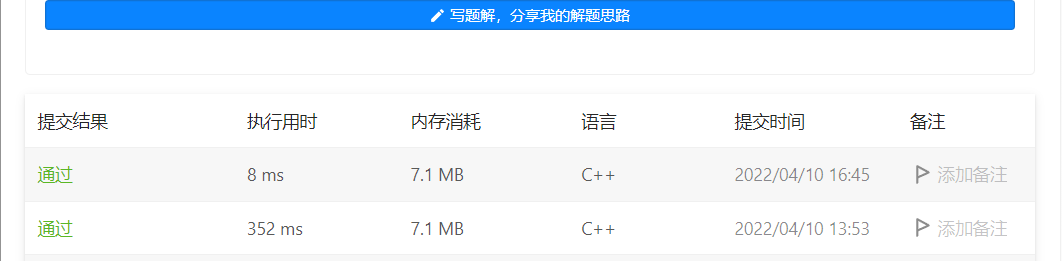 写题解，分享我的解题思路
提交结果 执行用时 内存消耗 语言 提交时间 备注
通过 8 ms 7.1 MB C++ 2022/04/10 16:45 添加备注
通过 352 ms 7.1 MB C++ 2022/04/10 13:53 添加备注